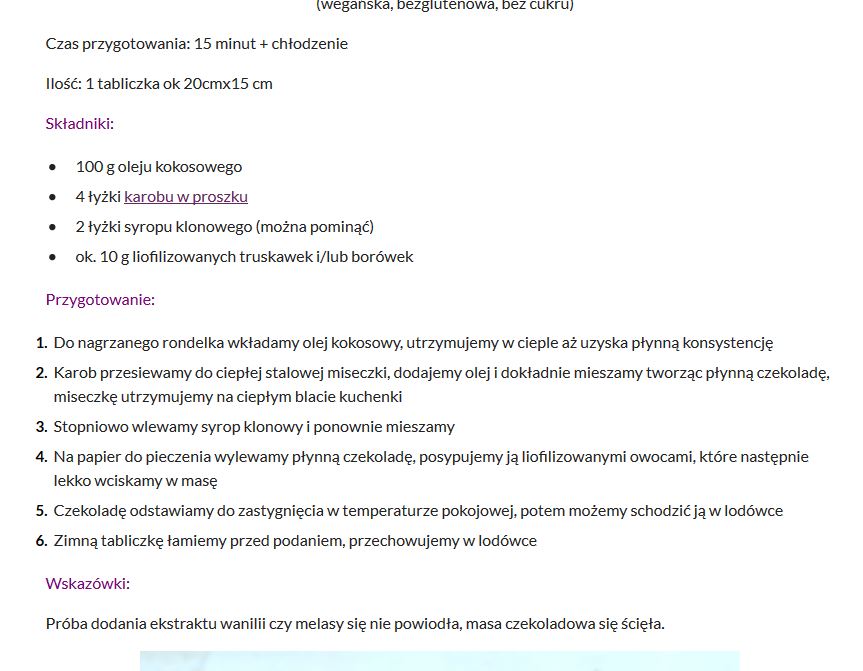 (wegańska, bezglutenowa, bez cukru)
Czas przygotowania: 15 minut + chłodzenie
Ilość: 1 tabliczka ok 20cmx15 cm
Składniki:
• 100 g oleju kokosowego
• 4 łyżki karobu w proszku
• 2 łyżki syropu klonowego (można pominąć)
• ok. 10 g liofilizowanych truskawek i/lub borówek
Przygotowanie:
1. Do nagrzanego rondelka wkładamy olej kokosowy, utrzymujemy w cieple aż uzyska płynną konsystencję
2. Karob przesiewamy do ciepłej stalowej miseczki, dodajemy olej i dokładnie mieszamy tworząc płynną czekoladę,
miseczkę utrzymujemy na ciepłym blacie kuchenki
3. Stopniowo wlewamy syrop klonowy i ponownie mieszamy
4. Na papier do pieczenia wylewamy płynną czekoladę, posypujemy ją liofilizowanymi owocami, które następnie
lekko wciskamy w masę
5. Czekoladę odstawiamy do zastygnięcia w temperaturze pokojowej, potem możemy schodzić ją w lodówce
6. Zimną tabliczkę łamiemy przed podaniem, przechowujemy w lodówce
Wskazówki:
Próba dodania ekstraktu wanilii czy melasy się nie powiodła, masa czekoladowa się ścięła.